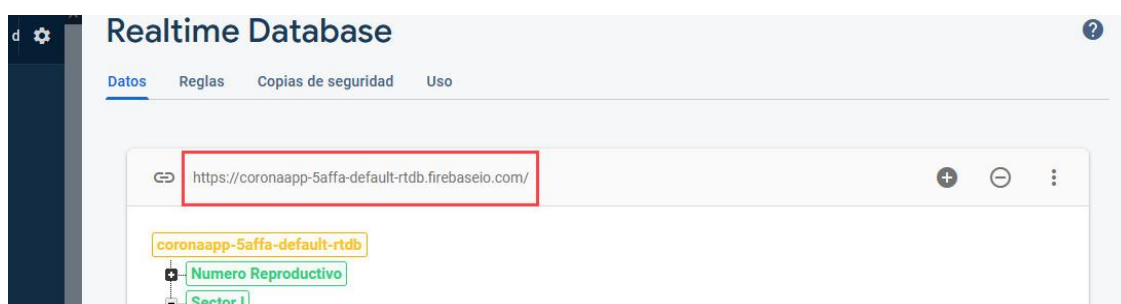 d
Realtime Database
Datos Reglas Copias de seguridad Uso
https://coronaapp-5affa-default-rtdb.firebaseio.com/
coronaapp-5affa-default-rtdb
Numero Reproductivo
Sector I